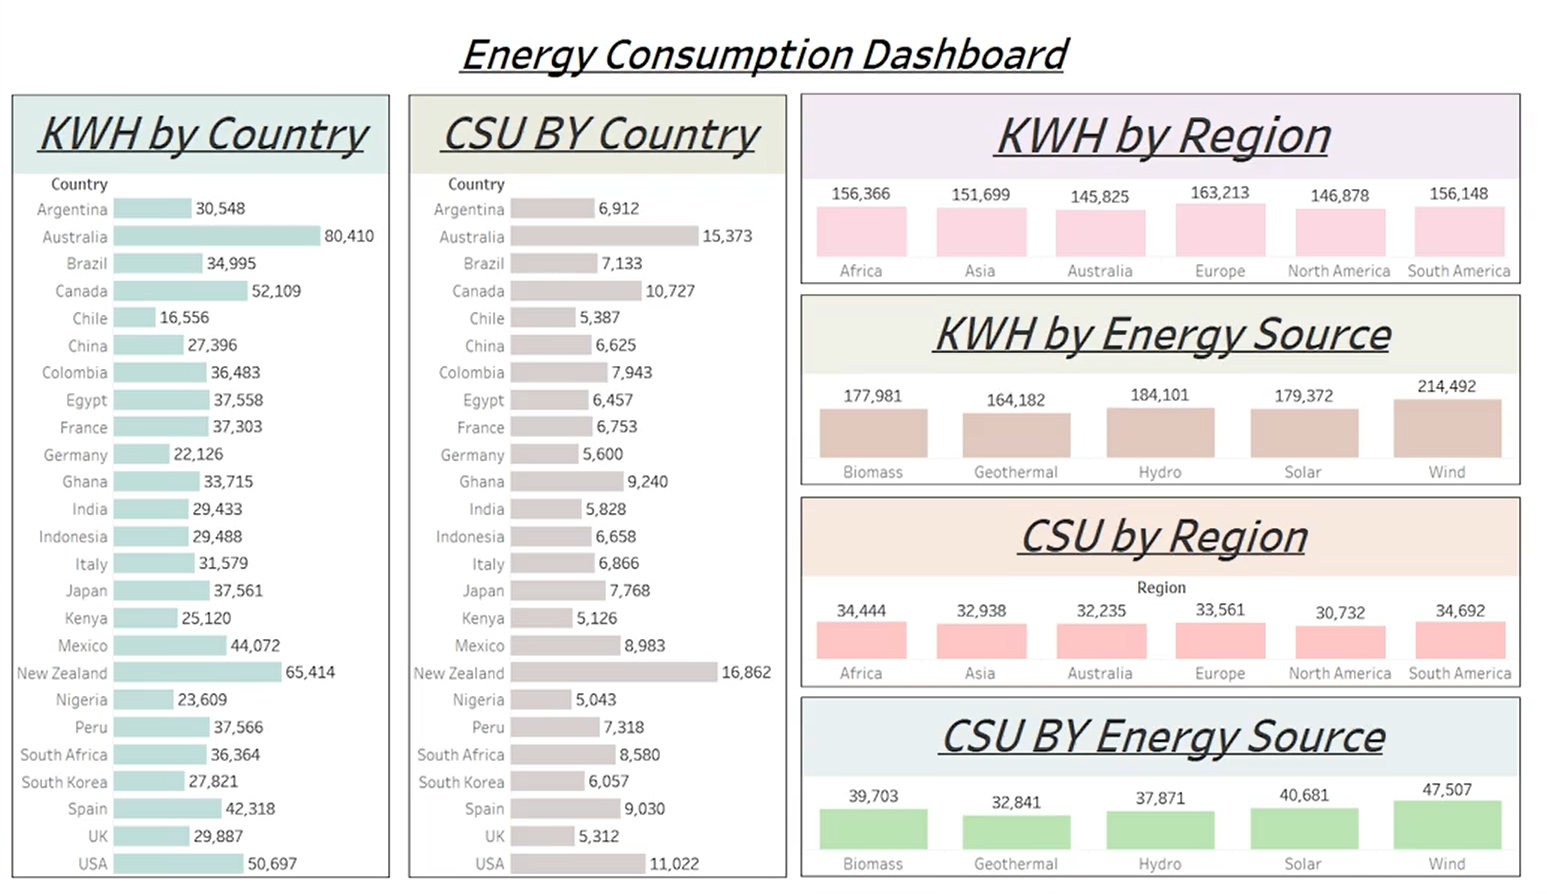 Energy Consumption Dashboard
KWH by Country
Country
Argentina 30,548
Australia 80,410
Brazil 34,995
Canada 52,109
Chile 16,556
China 27,396
Colombia 36,483
Egypt 37,558
France 37,303
Germany 22,126
Ghana 33,715
India 29,433
Indonesia 29,488
Italy 31,579
Japan 37,561
Kenya 25,120
Mexico 44,072
New Zealand 65,414
Nigeria 23,609
Peru 37,566
South Africa 36,364
South Korea 27,821
Spain 42,318
UK 29,887
USA 50,697
CSU BY Country
Country
Argentina 6,912
Australia 15,373
Brazil 7,133
Canada 10,727
Chile 5,387
China 6,625
Colombia 7,943
Egypt 6,457
France 6,753
Germany 5,600
Ghana 9,240
India 5,828
Indonesia 6,658
Italy 6,866
Japan 7,768
Kenya 5,126
Mexico 8,983
New Zealand 16,862
Nigeria 5,043
Peru 7,318
South Africa 8,580
South Korea 6,057
Spain 9,030
UK 5,312
USA 11,022
KWH by Region
156,366 151,699 145,825 163,213 146,878 156,148
Africa Asia Australia Europe North America South America
KWH by Energy Source
177,981 164,182 184,101 179,372 214,492
Biomass Geothermal Hydro Solar Wind
CSU by Region
Region
34,444 32,938 32,235 33,561 30,732 34,692
Africa Asia Australia Europe North America South America
CSU BY Energy Source
39,703 32,841 37,871 40,681 47,507
Biomass Geothermal Hydro Solar Wind